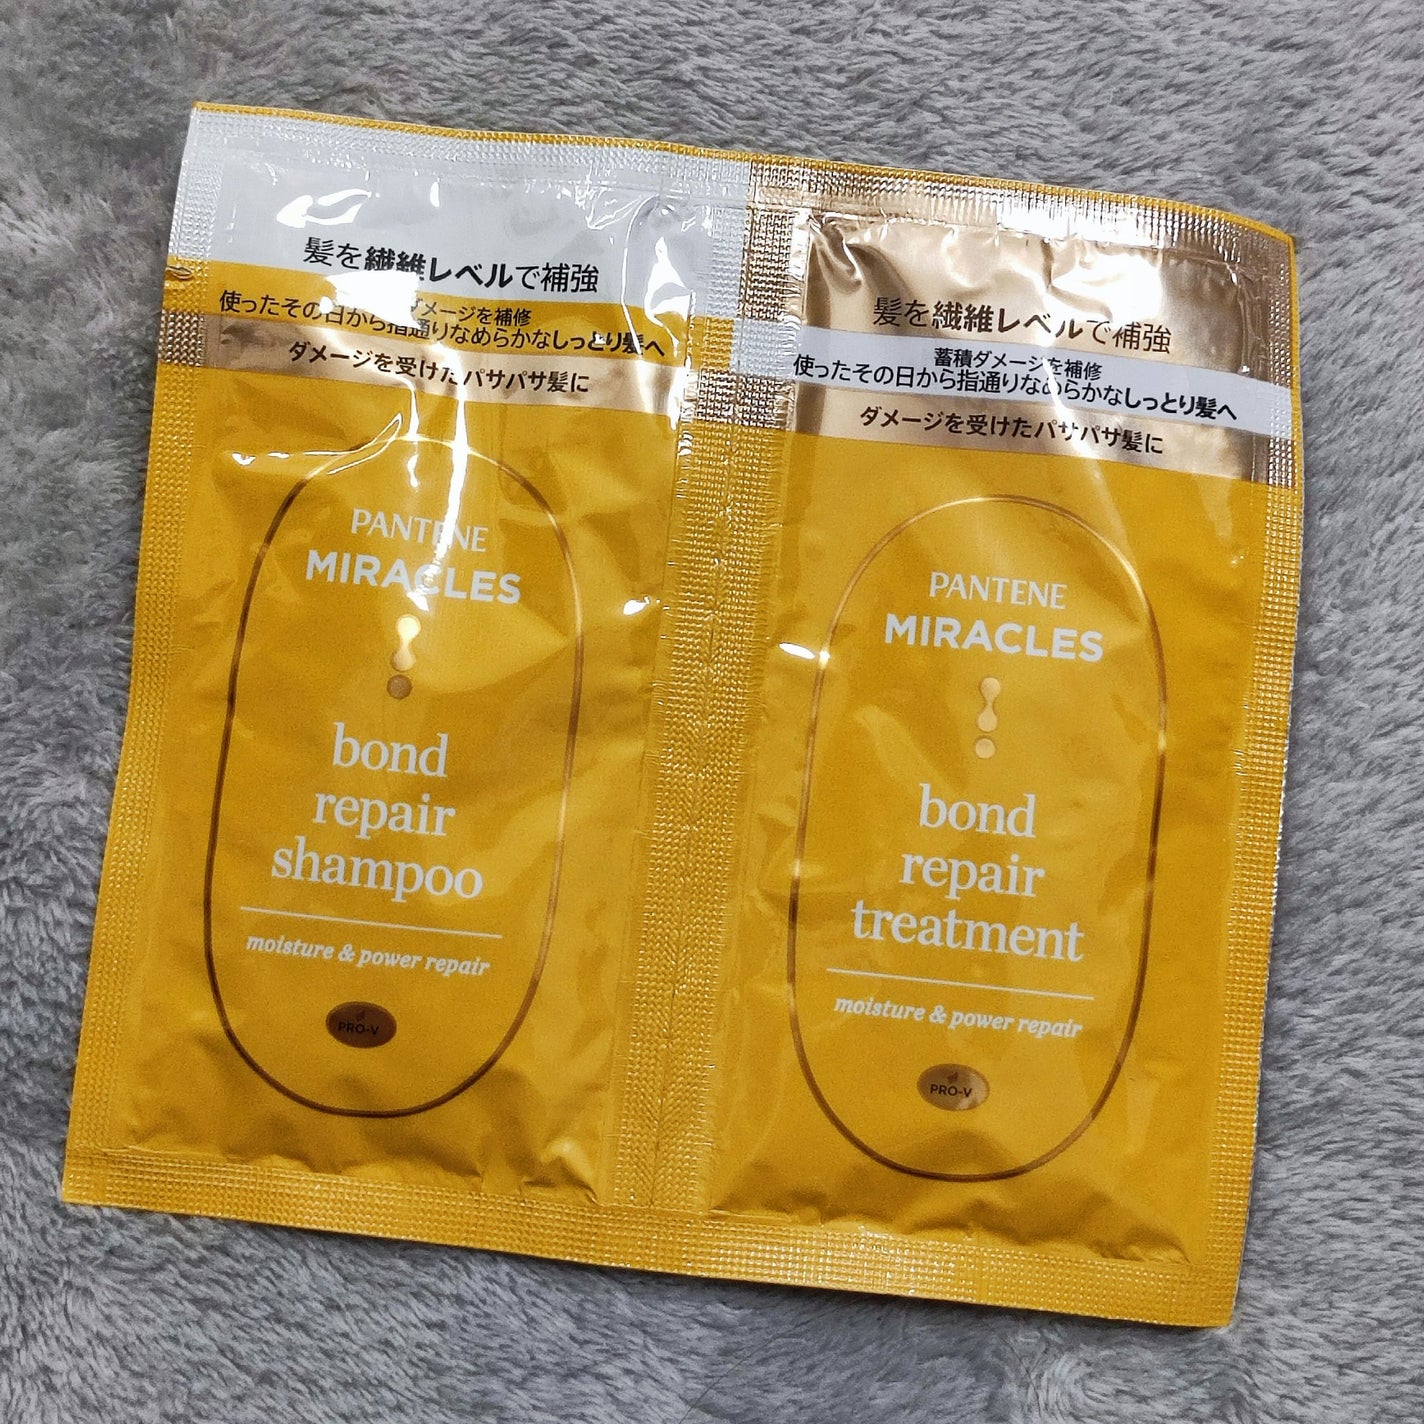 髪を繊維レベルで補強
ダメージを補修
使ったその日から指通りなめらかなしっとり髪へ
ダメージを受けたパサパサ髪に
PANTENE
MIRACLES
bond
repair
shampoo
moisture & power repair
PRO-V
髪を繊維レベルで補強
蓄積ダメージを補修
使ったその日から指通りなめらかなしっとり髪へ
ダメージを受けたパサパサ髪に
PANTENE
MIRACLES
bond
repair
treatment
moisture & power repair
PRO-V